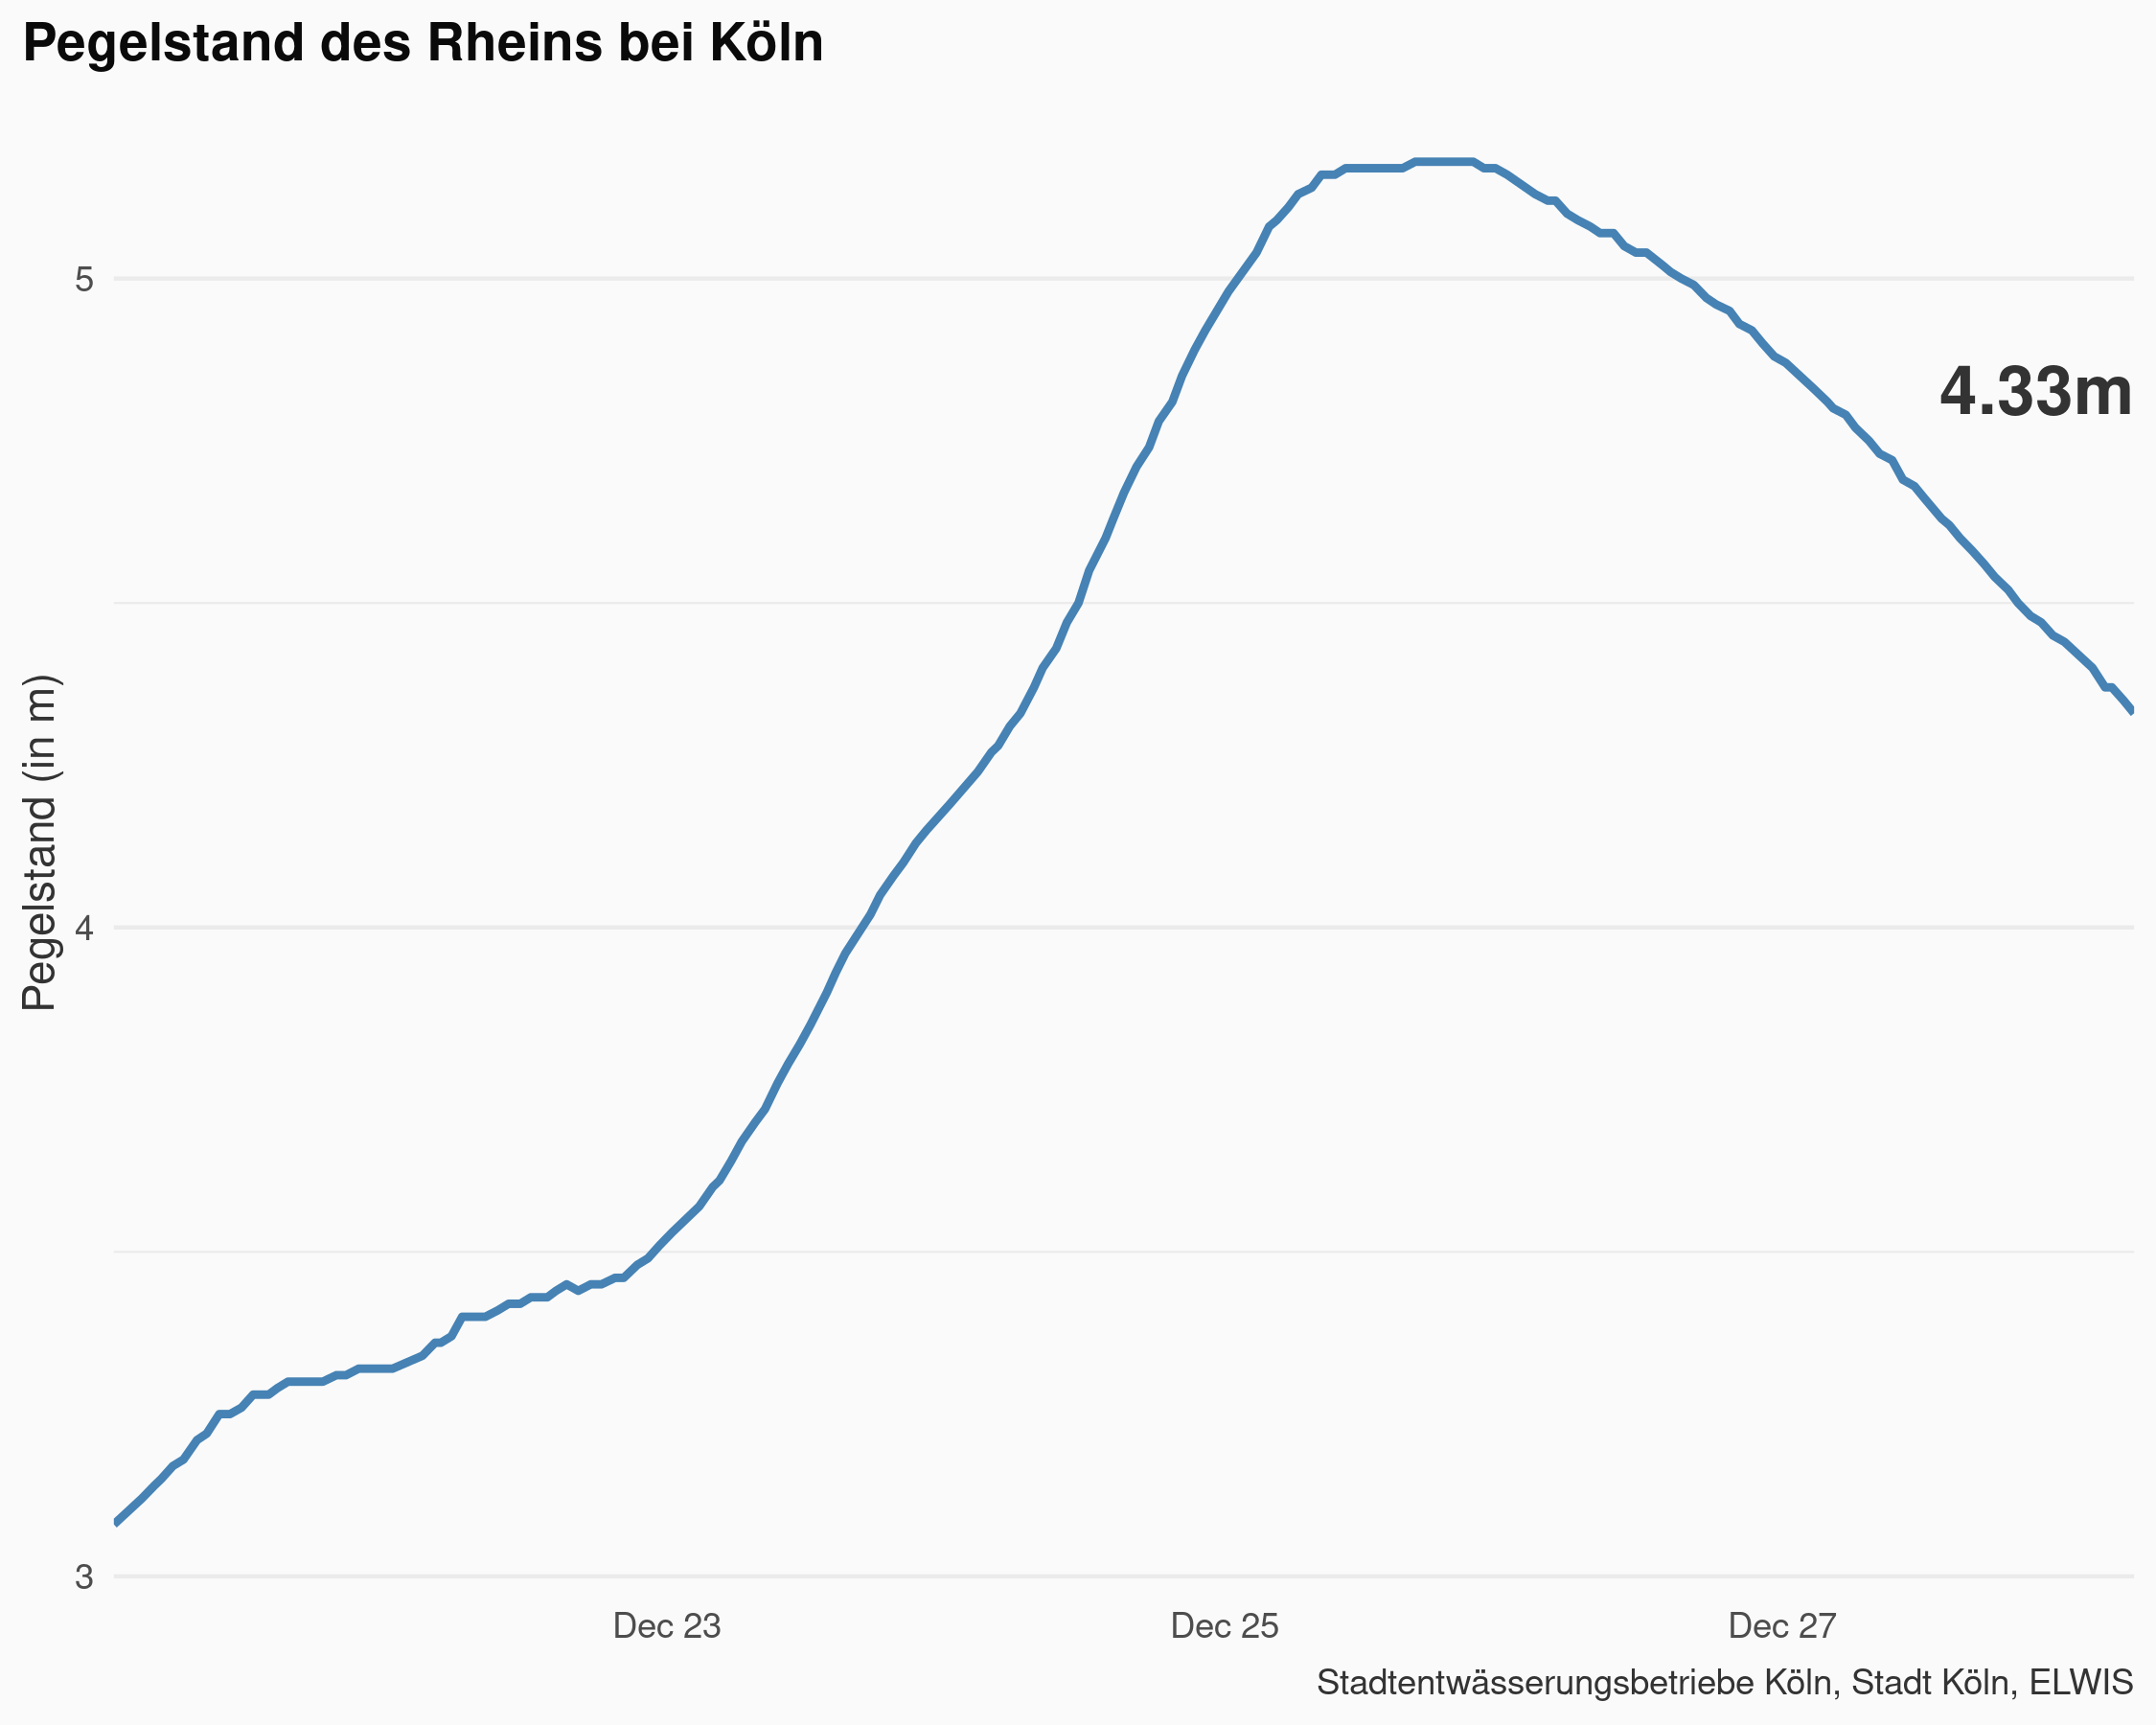 Pegelstand des Rheins bei Köln
Pegelstand (in m)
5
4
3
4.33m
Dec 23
Dec 25
Dec 27
Stadtentwässerungsbetriebe Köln, Stadt Köln, ELWIS